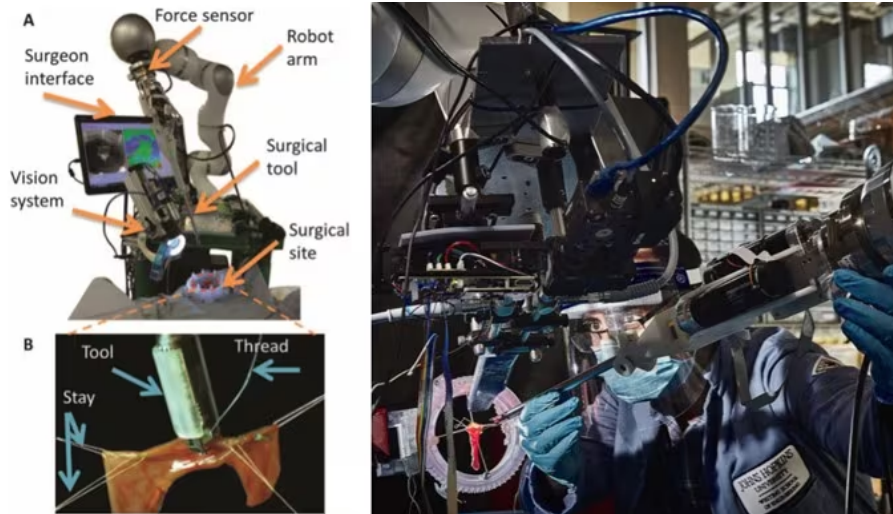 A
Force sensor
Surgeon
interface
Robot
arm
Surgical
tool
Vision
system
Surgical
site
B
Tool
Thread
Stay
JOHNS HOPKINS
UNIVERSITY